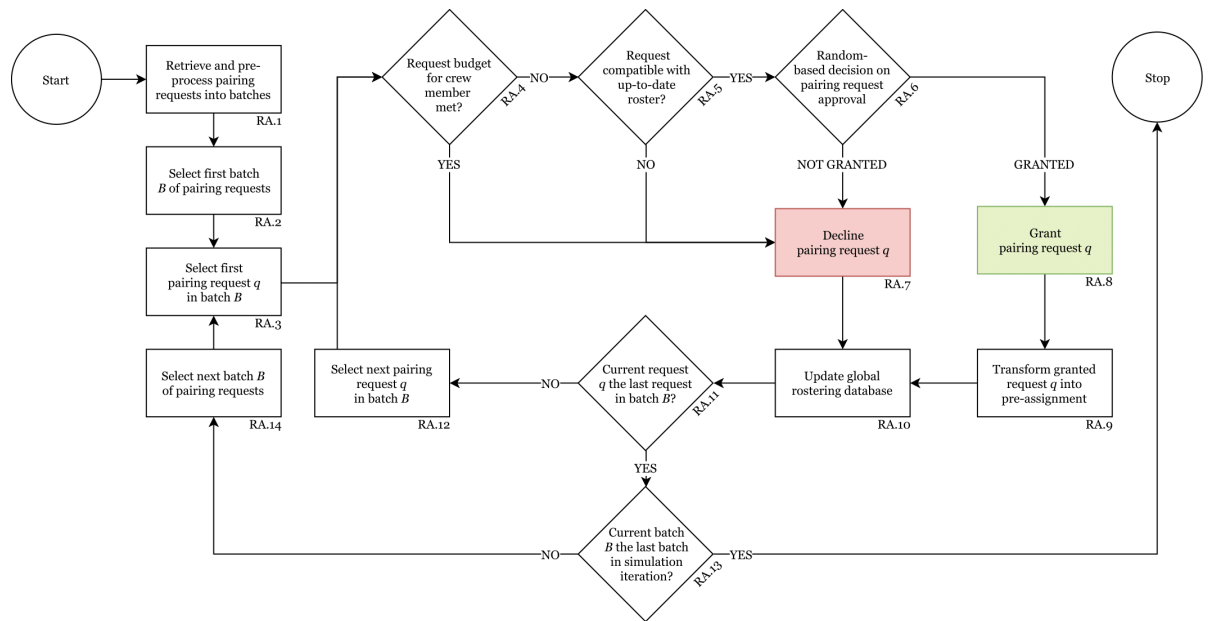 Start
Retrieve and pre-
process pairing
requests into batches
RA.1
Select first batch
B of pairing requests
RA.2
Select first
pairing request q
in batch B
RA.3
Request budget
for crew
member
met?
RA.4
NO
YES
Request
compatible with
up-to-date
roster?
RA.5
YES
NO
Random-
based decision on
pairing request
approval
RA.6
NOT GRANTED
GRANTED
Stop
Decline
pairing request q
RA.7
Grant
pairing request q
RA.8
Transform granted
request q into
pre-assignment
RA.9
Update global
rostering database
RA.10
Current request
q the last request
in batch B?
RA.11
NO
YES
Select next pairing
request q
in batch B
RA.12
Current batch
B the last batch
in simulation
iteration?
RA.13
NO
YES
Select next batch B
of pairing requests
RA.14